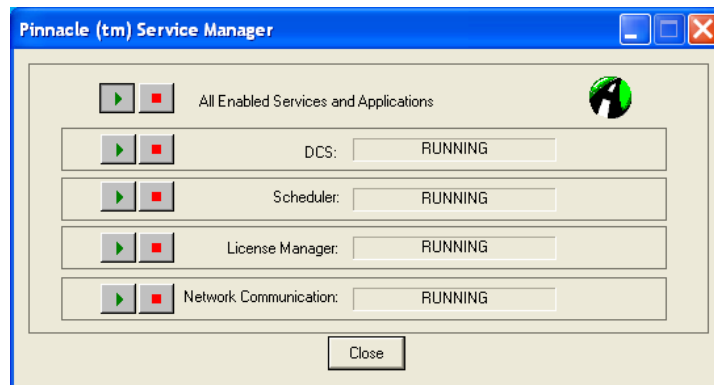 Pinnacle (tm) Service Manager
All Enabled Services and Applications
DCS: RUNNING
Scheduler: RUNNING
License Manager: RUNNING
Network Communication: RUNNING
Close